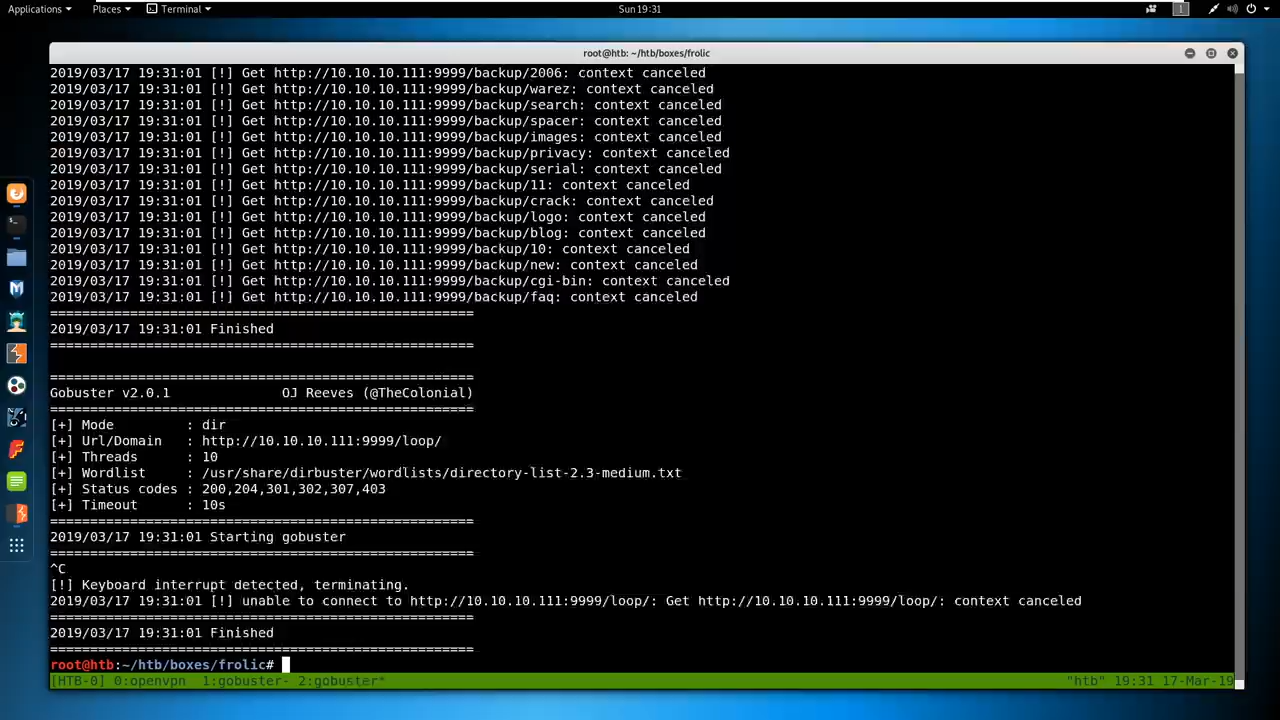 Applications Places Terminal Sun 19:31 1
root@htb: ~/htb/boxes/frolic
2019/03/17 19:31:01 [!] Get http://10.10.10.111:9999/backup/2006: context canceled
2019/03/17 19:31:01 [!] Get http://10.10.10.111:9999/backup/warez: context canceled
2019/03/17 19:31:01 [!] Get http://10.10.10.111:9999/backup/search: context canceled
2019/03/17 19:31:01 [!] Get http://10.10.10.111:9999/backup/spacer: context canceled
2019/03/17 19:31:01 [!] Get http://10.10.10.111:9999/backup/images: context canceled
2019/03/17 19:31:01 [!] Get http://10.10.10.111:9999/backup/privacy: context canceled
2019/03/17 19:31:01 [!] Get http://10.10.10.111:9999/backup/serial: context canceled
2019/03/17 19:31:01 [!] Get http://10.10.10.111:9999/backup/11: context canceled
2019/03/17 19:31:01 [!] Get http://10.10.10.111:9999/backup/crack: context canceled
2019/03/17 19:31:01 [!] Get http://10.10.10.111:9999/backup/logo: context canceled
2019/03/17 19:31:01 [!] Get http://10.10.10.111:9999/backup/blog: context canceled
2019/03/17 19:31:01 [!] Get http://10.10.10.111:9999/backup/10: context canceled
2019/03/17 19:31:01 [!] Get http://10.10.10.111:9999/backup/new: context canceled
2019/03/17 19:31:01 [!] Get http://10.10.10.111:9999/backup/cgi-bin: context canceled
2019/03/17 19:31:01 [!] Get http://10.10.10.111:9999/backup/faq: context canceled
=====================================================
2019/03/17 19:31:01 Finished
=====================================================
=====================================================
Gobuster v2.0.1              OJ Reeves (@TheColonial)
=====================================================
[+] Mode         : dir
[+] Url/Domain   : http://10.10.10.111:9999/loop/
[+] Threads      : 10
[+] Wordlist     : /usr/share/dirbuster/wordlists/directory-list-2.3-medium.txt
[+] Status codes : 200,204,301,302,307,403
[+] Timeout      : 10s
=====================================================
2019/03/17 19:31:01 Starting gobuster
=====================================================
^C
[!] Keyboard interrupt detected, terminating.
2019/03/17 19:31:01 [!] unable to connect to http://10.10.10.111:9999/loop/: Get http://10.10.10.111:9999/loop/: context canceled
=====================================================
2019/03/17 19:31:01 Finished
=====================================================
root@htb:~/htb/boxes/frolic#
[HTB-0] 0:openvpn  1:gobuster- 2:gobuster* "htb" 19:31 17-Mar-19